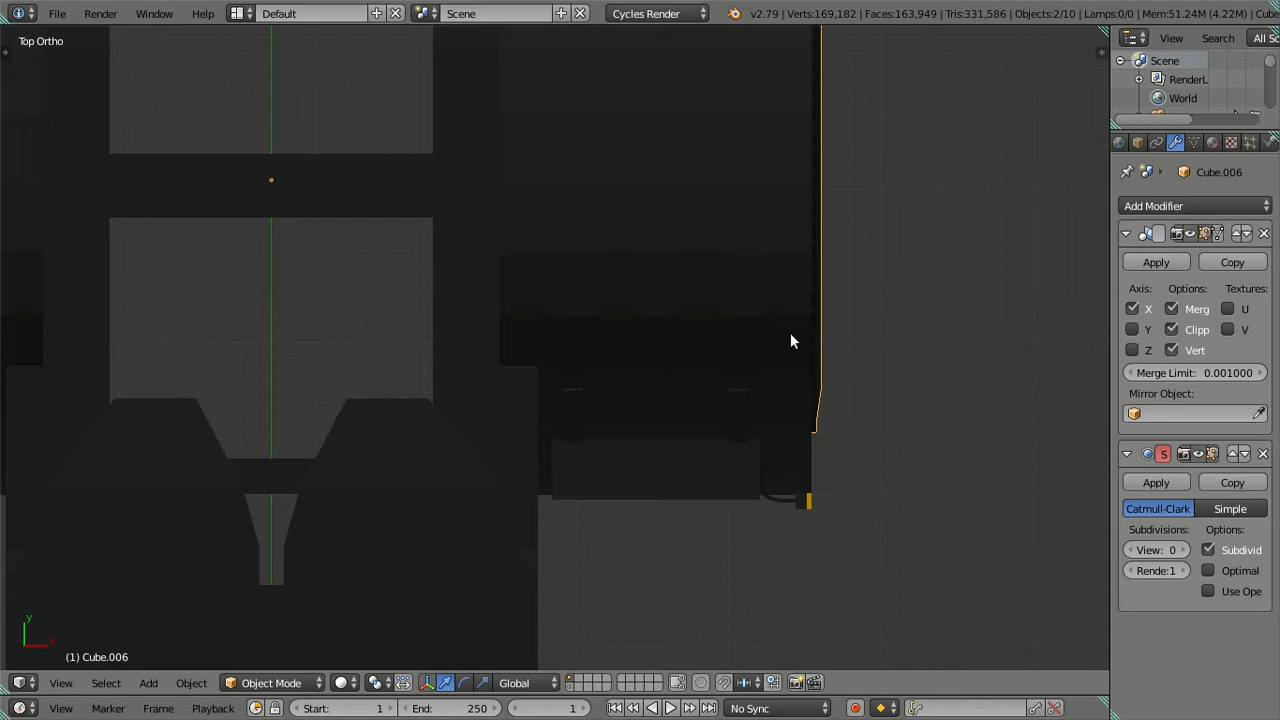 File Render Window Help Default Scene Cycles Render v2.79 | Verts:169,182 | Faces:163,949 | Tris:331,586 | Objects:2/10 | Lamps:0/0 | Mem:51.24M (4.22M) | Cube
Top Ortho
View Search All Sc
Scene
RenderL
World
Cube.006
Add Modifier
Apply Copy
Axis: Options: Textures:
X Merg U
Y Clipp V
Z Vert
Merge Limit: 0.001000
Mirror Object:
S
Apply Copy
Catmull-Clark Simple
Subdivisions: Options:
View: 0 Subdivid
Rende:1 Optimal
Use Ope
y
x
(1) Cube.006
View Select Add Object Object Mode Global
View Marker Frame Playback Start: 1 End: 250 1 No Sync